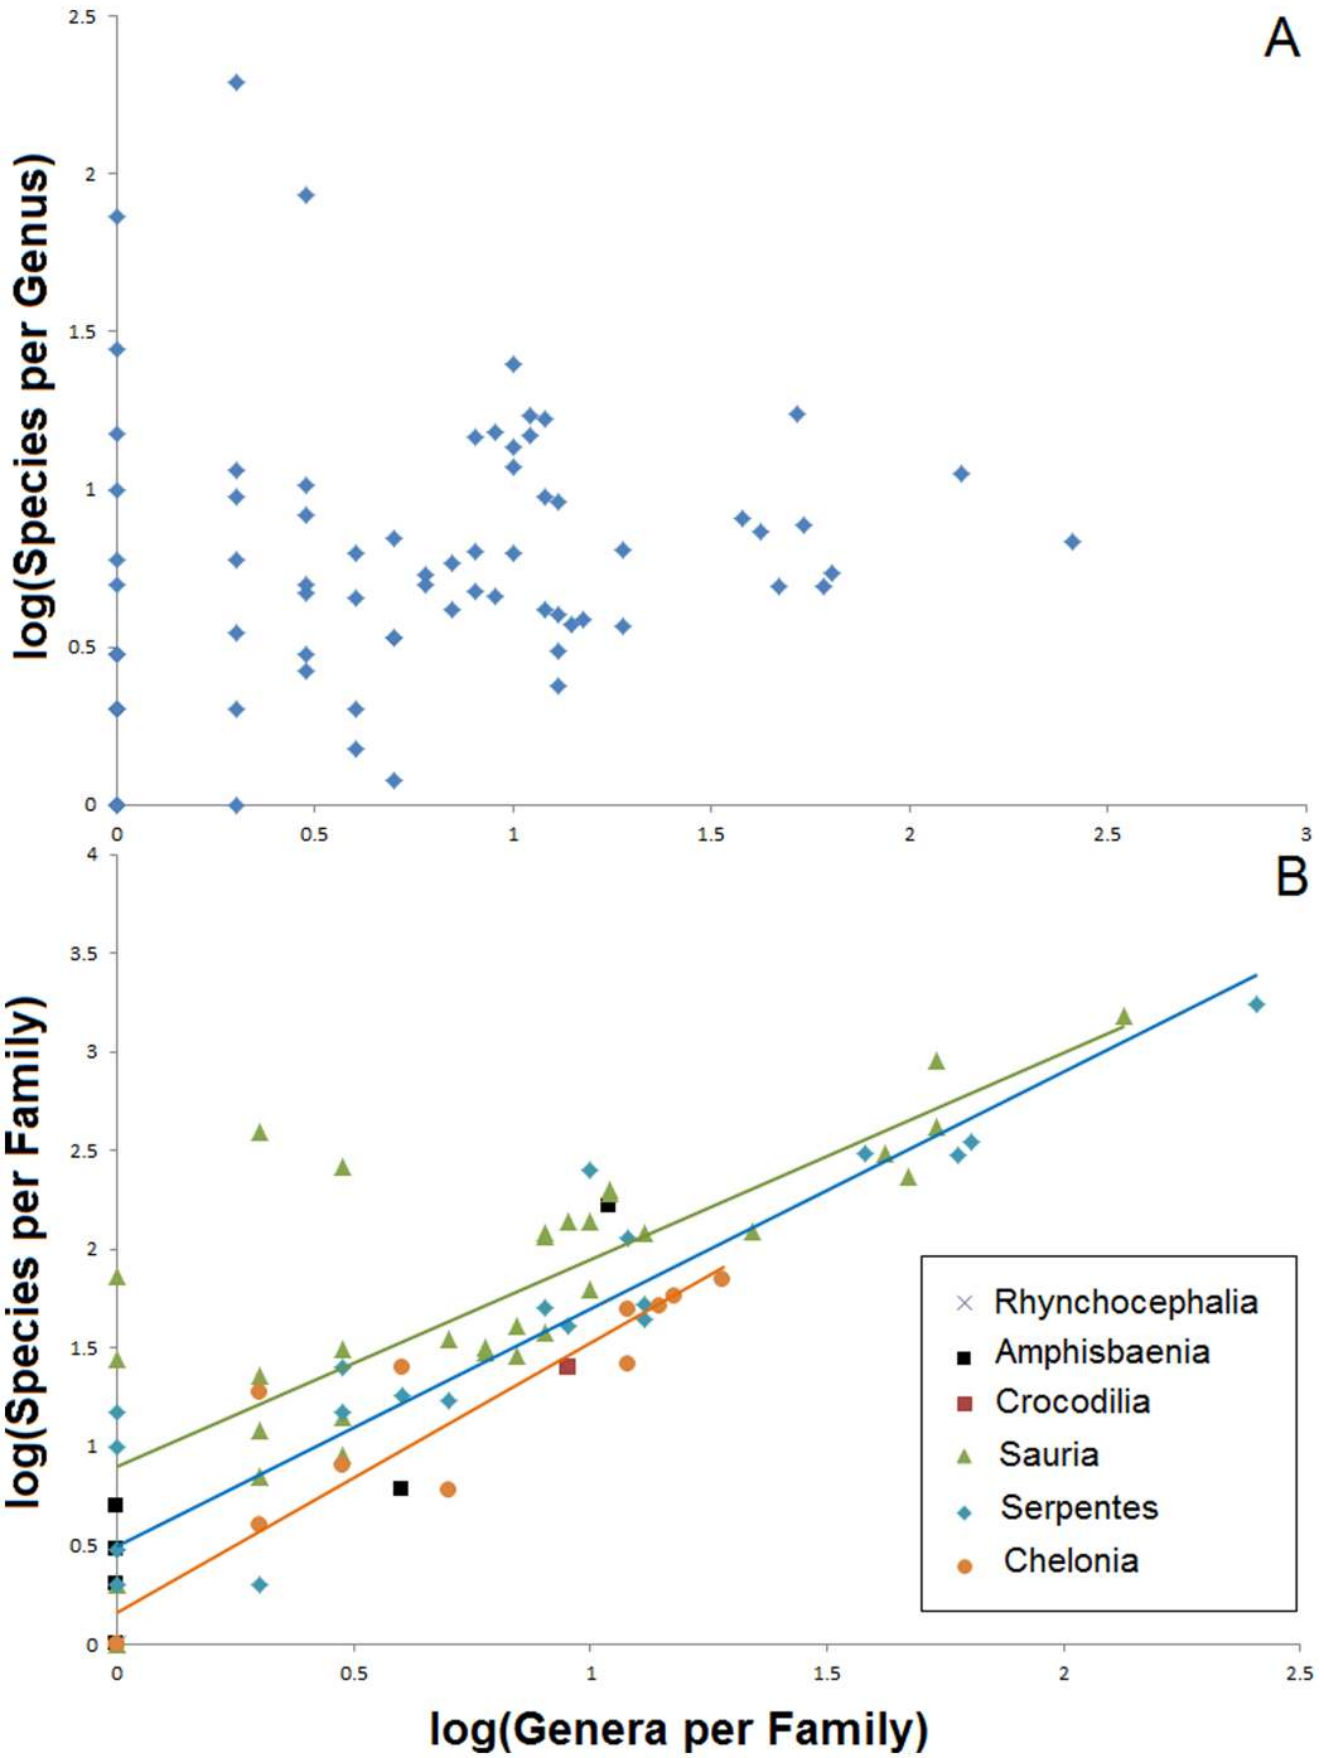 A
log(Species per Genus)
2.5
2
1.5
1
0.5
0
0 0.5 1 1.5 2 2.5 3
B
log(Species per Family)
4
3.5
3
2.5
2
1.5
1
0.5
0
Rhynchocephalia
Amphisbaenia
Crocodilia
Sauria
Serpentes
Chelonia
0 0.5 1 1.5 2 2.5
log(Genera per Family)